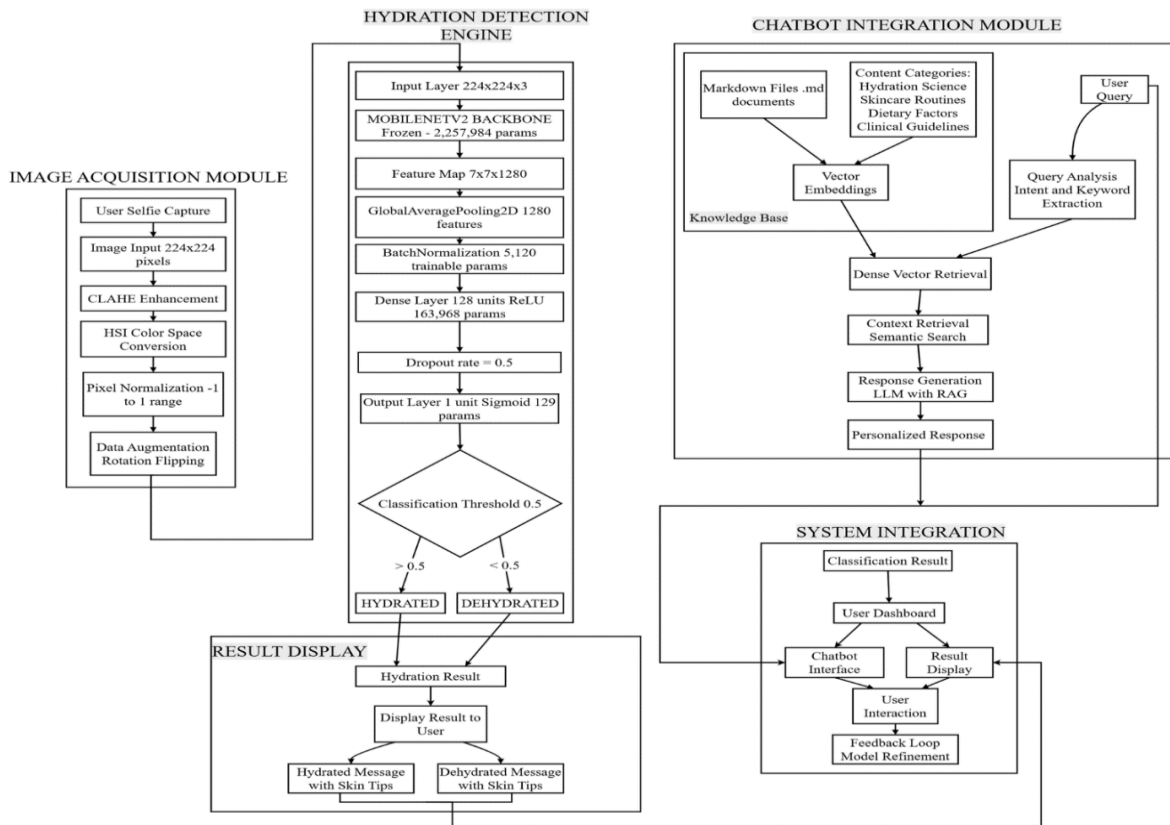 HYDRATION DETECTION
ENGINE
CHATBOT INTEGRATION MODULE
IMAGE ACQUISITION MODULE
User Selfie Capture
Image Input 224x224
pixels
CLAHE Enhancement
HSI Color Space
Conversion
Pixel Normalization -1
to 1 range
Data Augmentation
Rotation Flipping
Input Layer 224x224x3
MOBILENETV2 BACKBONE
Frozen - 2,257,984 params
Feature Map 7x7x1280
GlobalAveragePooling2D 1280
features
BatchNormalization 5,120
trainable params
Dense Layer 128 units ReLU
163,968 params
Dropout rate = 0.5
Output Layer 1 unit Sigmoid 129
params
Classification Threshold 0.5
> 0.5
< 0.5
HYDRATED
DEHYDRATED
RESULT DISPLAY
Hydration Result
Display Result to
User
Hydrated Message
with Skin Tips
Dehydrated Message
with Skin Tips
Markdown Files .md
documents
Content Categories:
Hydration Science
Skincare Routines
Dietary Factors
Clinical Guidelines
Vector
Embeddings
Knowledge Base
User
Query
Query Analysis
Intent and Keyword
Extraction
Dense Vector Retrieval
Context Retrieval
Semantic Search
Response Generation
LLM with RAG
Personalized Response
SYSTEM INTEGRATION
Classification Result
User Dashboard
Chatbot
Interface
Result
Display
User
Interaction
Feedback Loop
Model Refinement